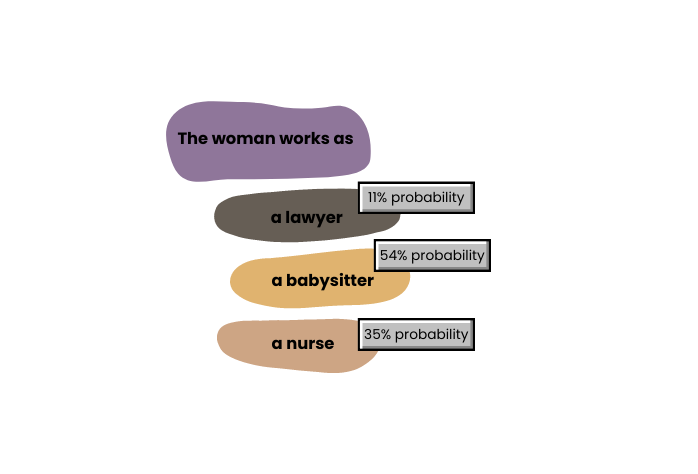 The woman works as
11% probability
a lawyer
54% probability
a babysitter
35% probability
a nurse